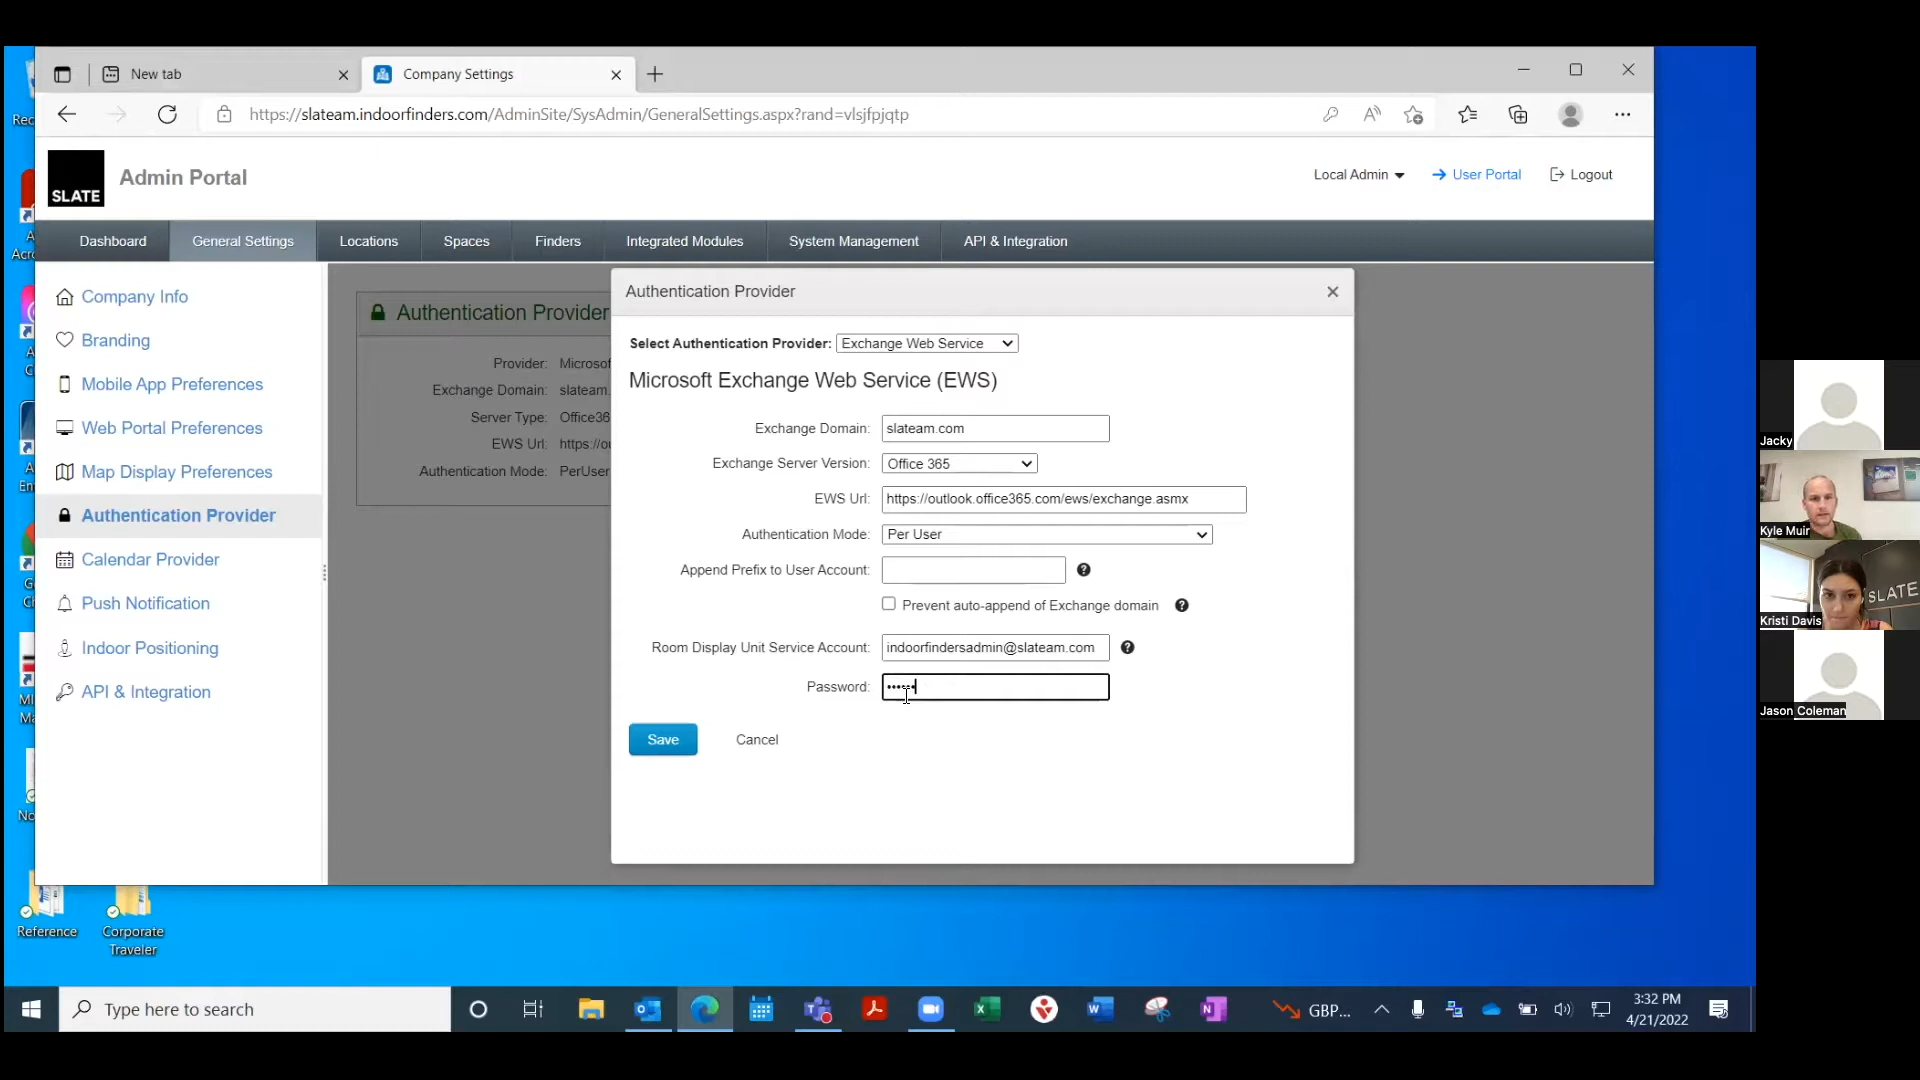 New tab
Company Settings
https://slateam.indoorfinders.com/AdminSite/SysAdmin/GeneralSettings.aspx?rand=vlsjfpjqtp
SLATE
Admin Portal
Local Admin
User Portal
Logout
Dashboard
General Settings
Locations
Spaces
Finders
Integrated Modules
System Management
API & Integration
Company Info
Branding
Mobile App Preferences
Web Portal Preferences
Map Display Preferences
Authentication Provider
Calendar Provider
Push Notification
Indoor Positioning
API & Integration
Authentication Provider
Provider: Microsof
Exchange Domain: slateam.
Server Type: Office36
EWS Url: https://ou
Authentication Mode: PerUser
Authentication Provider
Select Authentication Provider: Exchange Web Service
Microsoft Exchange Web Service (EWS)
Exchange Domain: slateam.com
Exchange Server Version: Office 365
EWS Url: https://outlook.office365.com/ews/exchange.asmx
Authentication Mode: Per User
Append Prefix to User Account:
Prevent auto-append of Exchange domain
Room Display Unit Service Account: indoorfindersadmin@slateam.com
Password: ••••••
Save
Cancel
Reference
Corporate
Traveler
Type here to search
GBP...
3:32 PM
4/21/2022
Jacky
Kyle Muir
SLATE
Kristi Davis
Jason Coleman